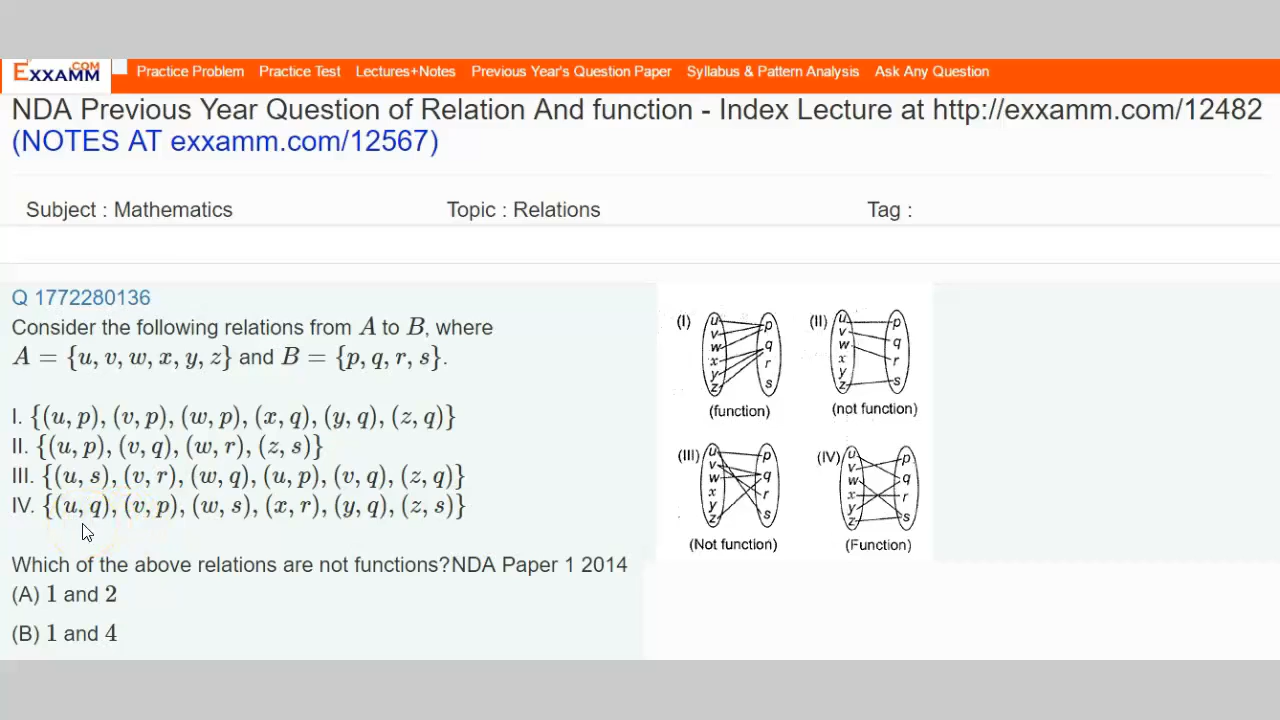 EXXAMM .COM Practice Problem Practice Test Lectures+Notes Previous Year's Question Paper Syllabus & Pattern Analysis Ask Any Question
NDA Previous Year Question of Relation And function - Index Lecture at http://exxamm.com/12482
(NOTES AT exxamm.com/12567)
Subject : Mathematics Topic : Relations Tag :
Q 1772280136
Consider the following relations from A to B, where
A = {u, v, w, x, y, z} and B = {p, q, r, s}.
I. {(u, p), (v, p), (w, p), (x, q), (y, q), (z, q)}
II. {(u, p), (v, q), (w, r), (z, s)}
III. {(u, s), (v, r), (w, q), (u, p), (v, q), (z, q)}
IV. {(u, q), (v, p), (w, s), (x, r), (y, q), (z, s)}
Which of the above relations are not functions?NDA Paper 1 2014
(A) 1 and 2
(B) 1 and 4
(I)
u
v
w
x
y
z
p
q
r
s
(function)
(II)
u
v
w
x
y
z
p
q
r
s
(not function)
(III)
u
v
w
x
y
z
p
q
r
s
(Not function)
(IV)
u
v
w
x
y
z
p
q
r
s
(Function)